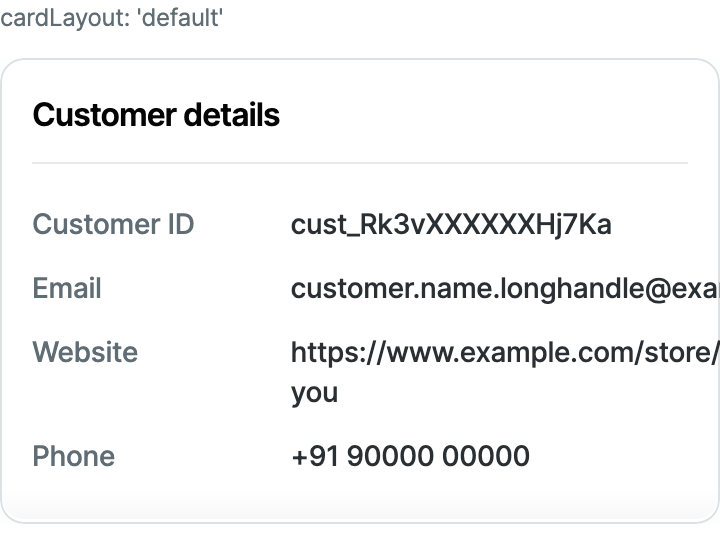 cardLayout: 'default'
Customer details
Customer ID cust_Rk3vXXXXXXHj7Ka
Email customer.name.longhandle@exa
Website https://www.example.com/store/
you
Phone +91 90000 00000